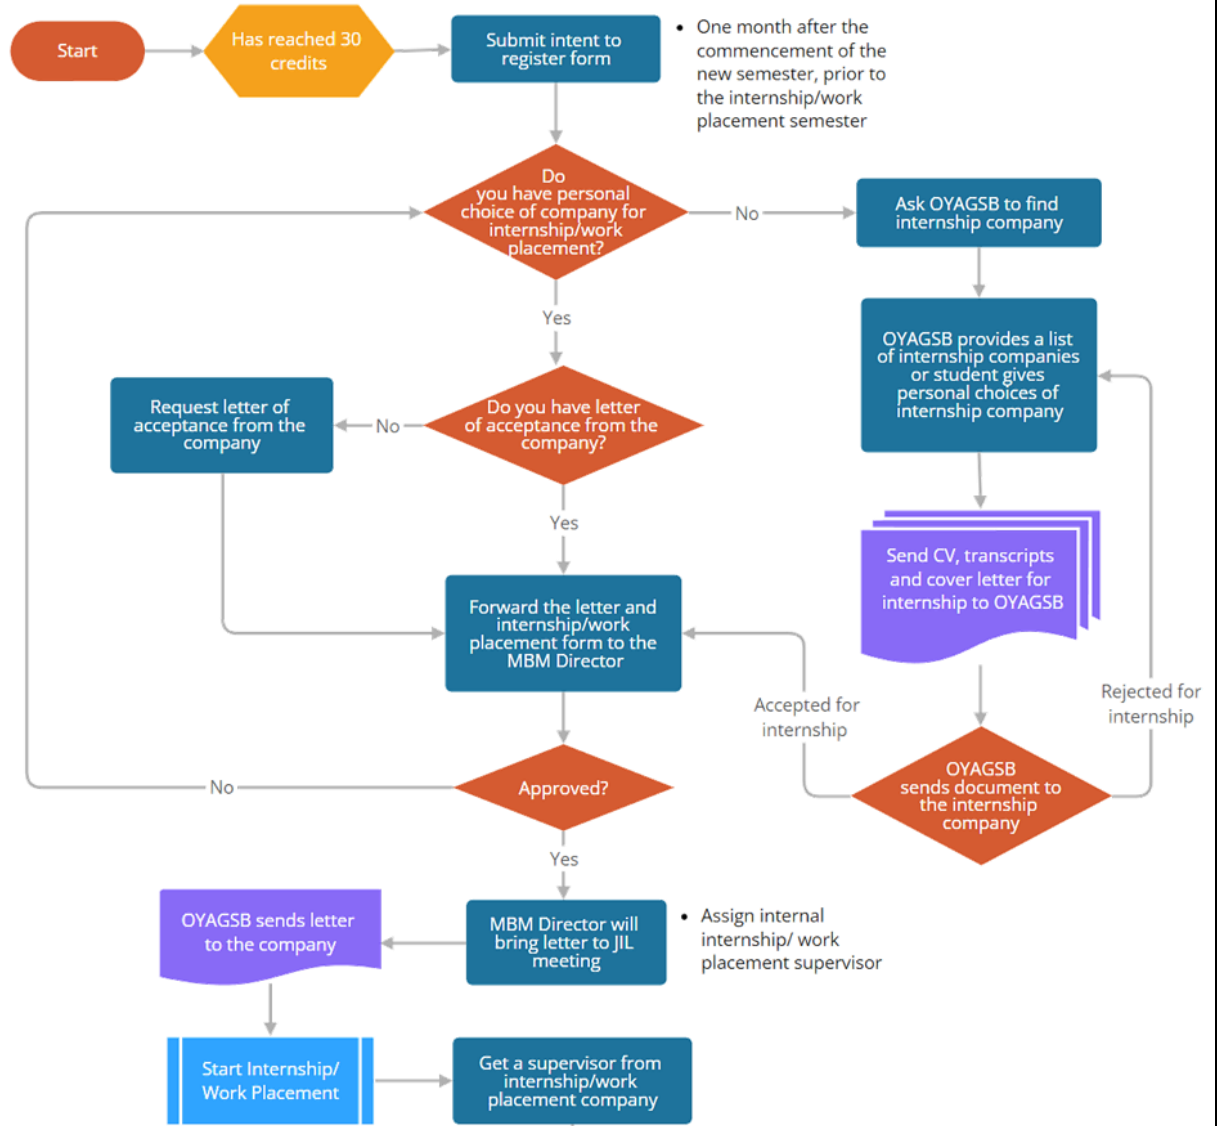 Start
Has reached 30
credits
Submit intent to
register form
• One month after the
commencement of the
new semester, prior to
the internship/work
placement semester
Do
you have personal
choice of company for
internship/work
placement?
No
Ask OYAGSB to find
internship company
Yes
OYAGSB provides a list
of internship companies
or student gives
personal choices of
internship company
Do you have letter
of acceptance from the
company?
No
Request letter of
acceptance from the
company
Yes
Send CV, transcripts
and cover letter for
internship to OYAGSB
Forward the letter and
internship/work
placement form to the
MBM Director
Accepted for
internship
Rejected for
internship
OYAGSB
sends document to
the internship
company
Approved?
No
Yes
MBM Director will
bring letter to JIL
meeting
• Assign internal
internship/ work
placement supervisor
OYAGSB sends letter
to the company
Start Internship/
Work Placement
Get a supervisor from
internship/work
placement company